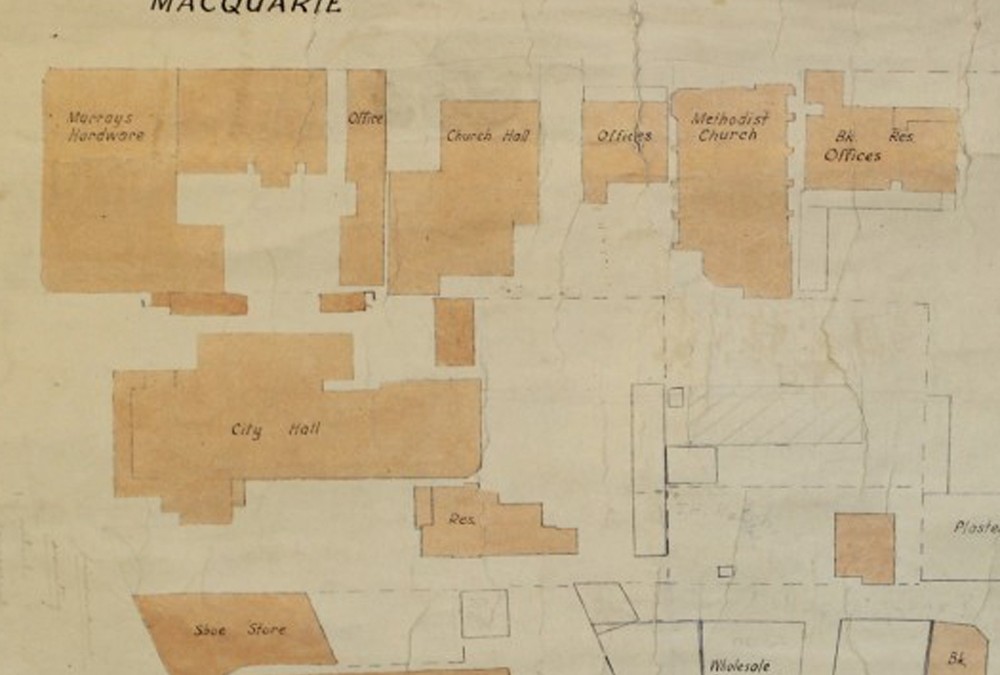 MACQUARIE
Murrays
Hardware
Office
Church Hall
Offices
Methodist
Church
Bk. Res.
Offices
City Hall
Res.
Shoe Store
Wholesale
Bk.